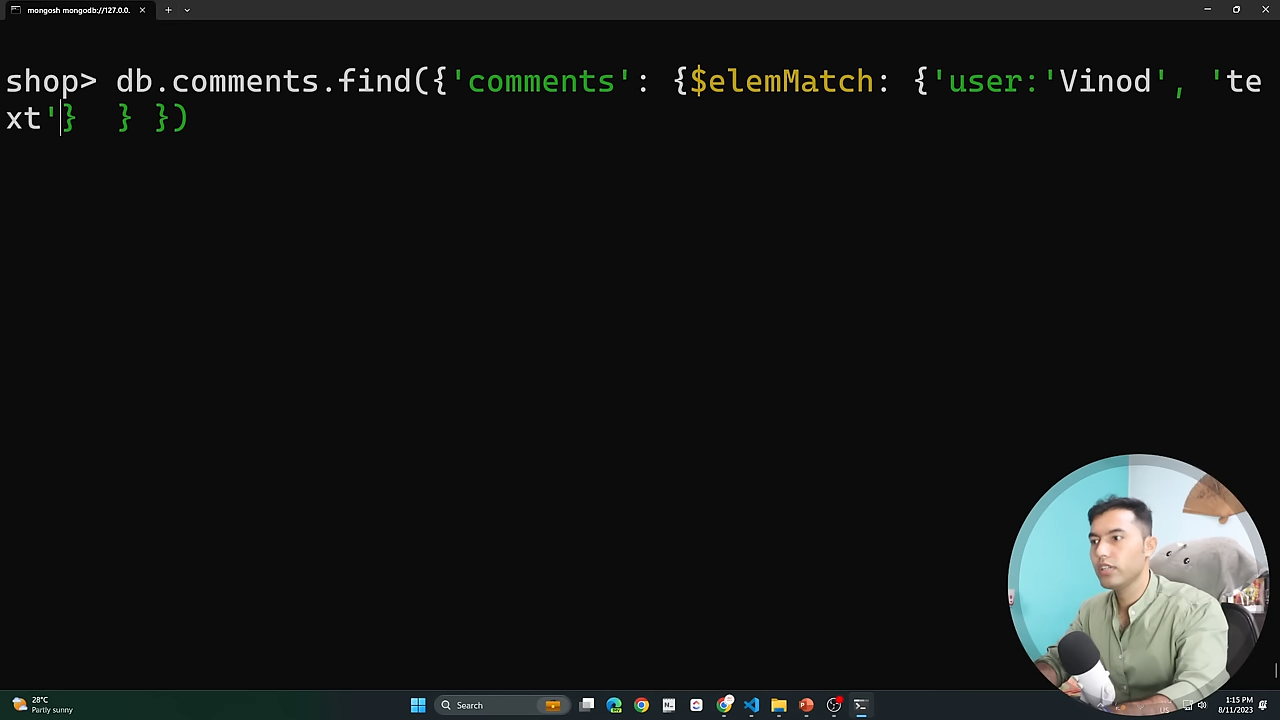 mongosh mongodb://127.0.0.
shop> db.comments.find({'comments': {$elemMatch: {'user:'Vinod', 'te
xt'}  } })
28°C
Partly sunny
Search
US
1:15 PM
8/11/2023